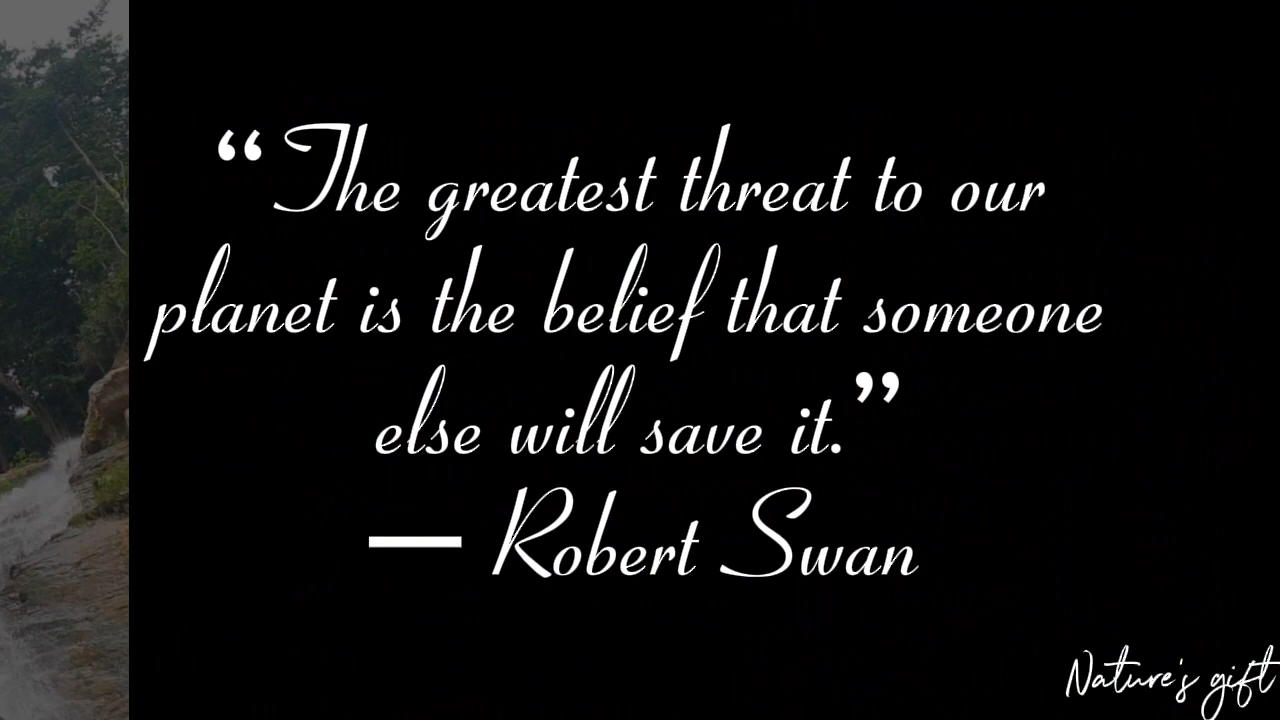 “The greatest threat to our
planet is the belief that someone
else will save it.”
— Robert Swan
Nature's gift